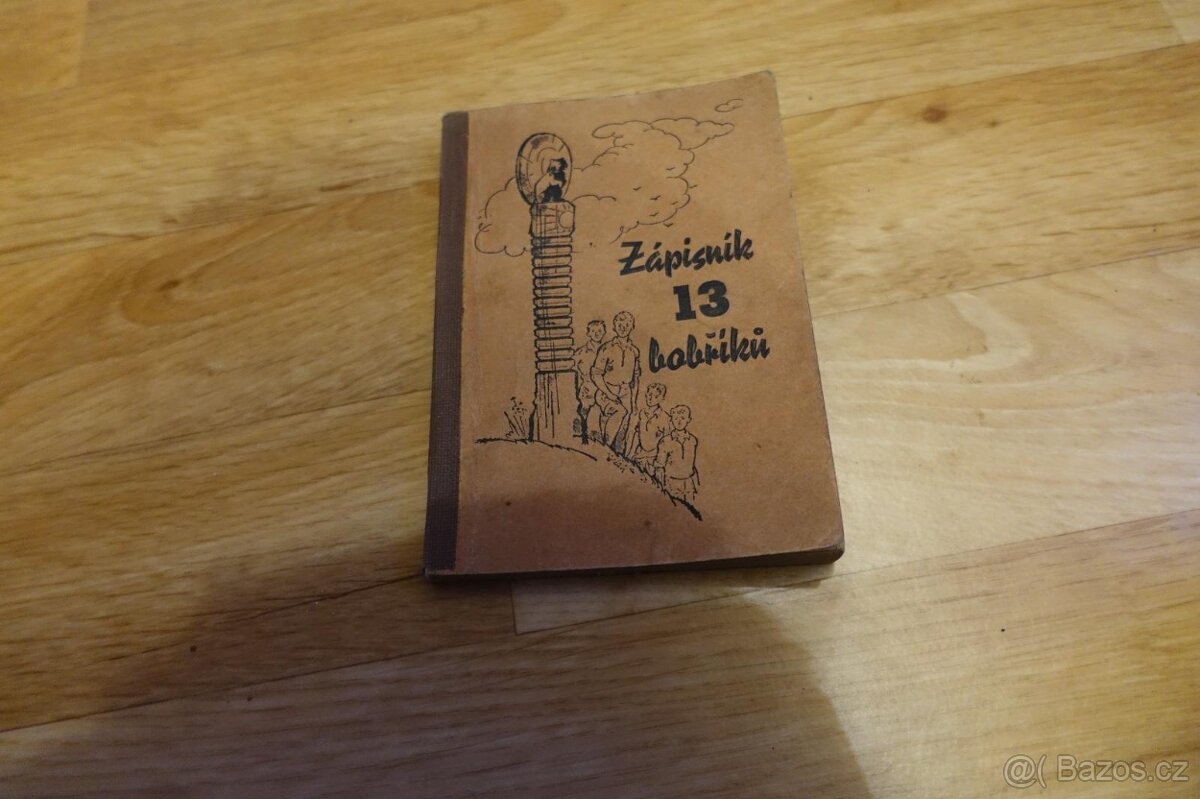 Zápisník
13
bobříků
@( Bazos.cz